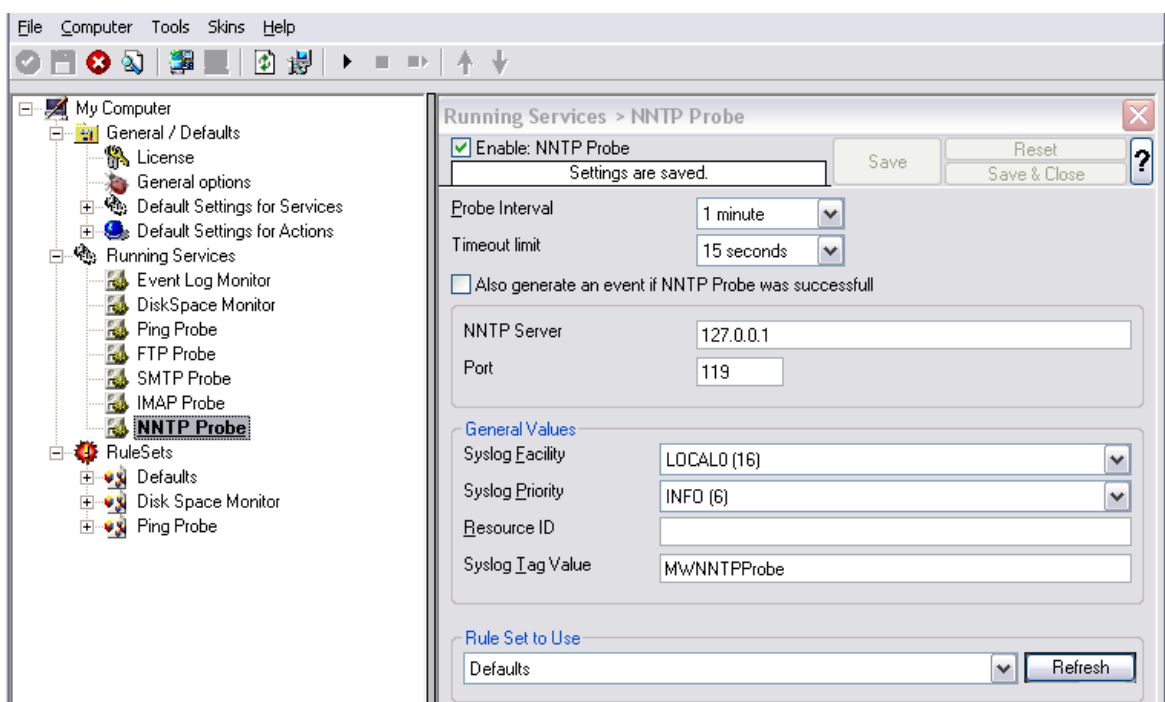 File Computer Tools Skins Help
My Computer
General / Defaults
License
General options
Default Settings for Services
Default Settings for Actions
Running Services
Event Log Monitor
DiskSpace Monitor
Ping Probe
FTP Probe
SMTP Probe
IMAP Probe
NNTP Probe
RuleSets
Defaults
Disk Space Monitor
Ping Probe
Running Services > NNTP Probe
Enable: NNTP Probe
Settings are saved.
Save
Reset
Save & Close
?
Probe Interval
1 minute
Timeout limit
15 seconds
Also generate an event if NNTP Probe was successfull
NNTP Server
127.0.0.1
Port
119
General Values
Syslog Facility
LOCAL0 (16)
Syslog Priority
INFO (6)
Resource ID
Syslog Tag Value
MWNNTPProbe
Rule Set to Use
Defaults
Refresh